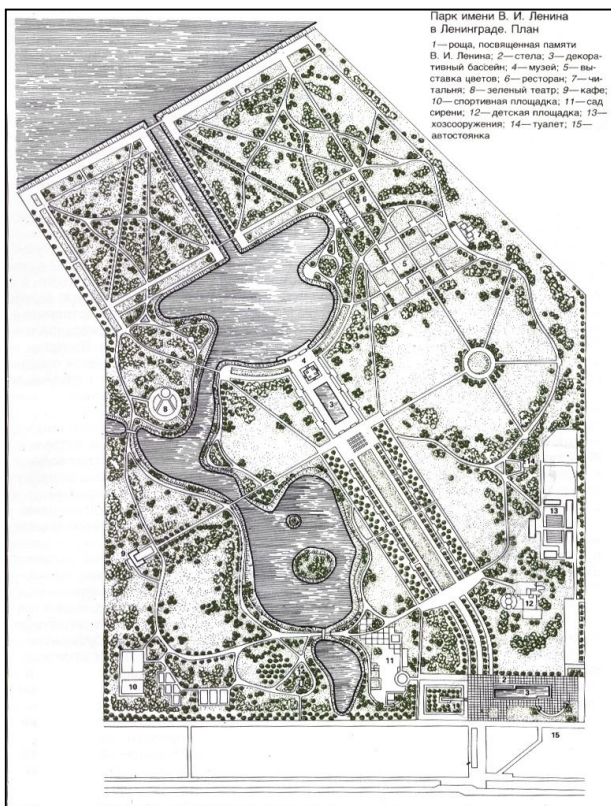 Парк имени В. И. Ленина
в Ленинграде. План
1—роща, посвященная памяти
В. И. Ленина; 2—стела; 3—декора-
тивный бассейн; 4—музей; 5—вы-
ставка цветов; 6—ресторан; 7—чи-
тальня; 8—зеленый театр; 9—кафе;
10—спортивная площадка; 11—сад
сирени; 12—детская площадка; 13—
хозсооружения; 14—туалет; 15—
автостоянка
5
4
3
8
13
9
12
11
10
2
3
15